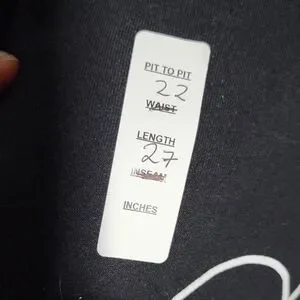 PIT TO PIT
22
WAIST
LENGTH
27
INSEAM
INCHES